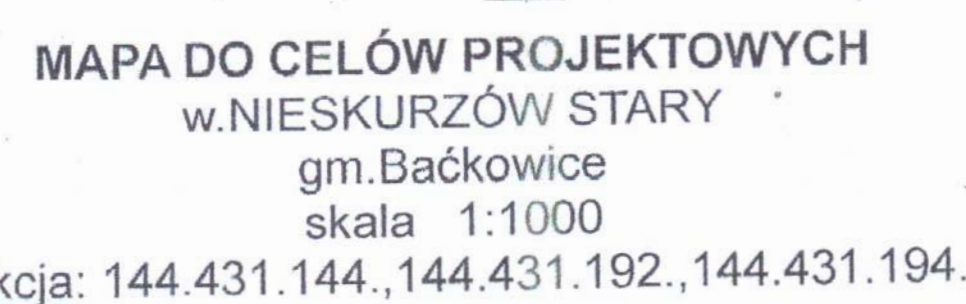 MAPA DO CELÓW PROJEKTOWYCH
w.NIESKURZÓW STARY
gm.Baćkowice
skala 1:1000
kcja: 144.431.144.,144.431.192.,144.431.194.